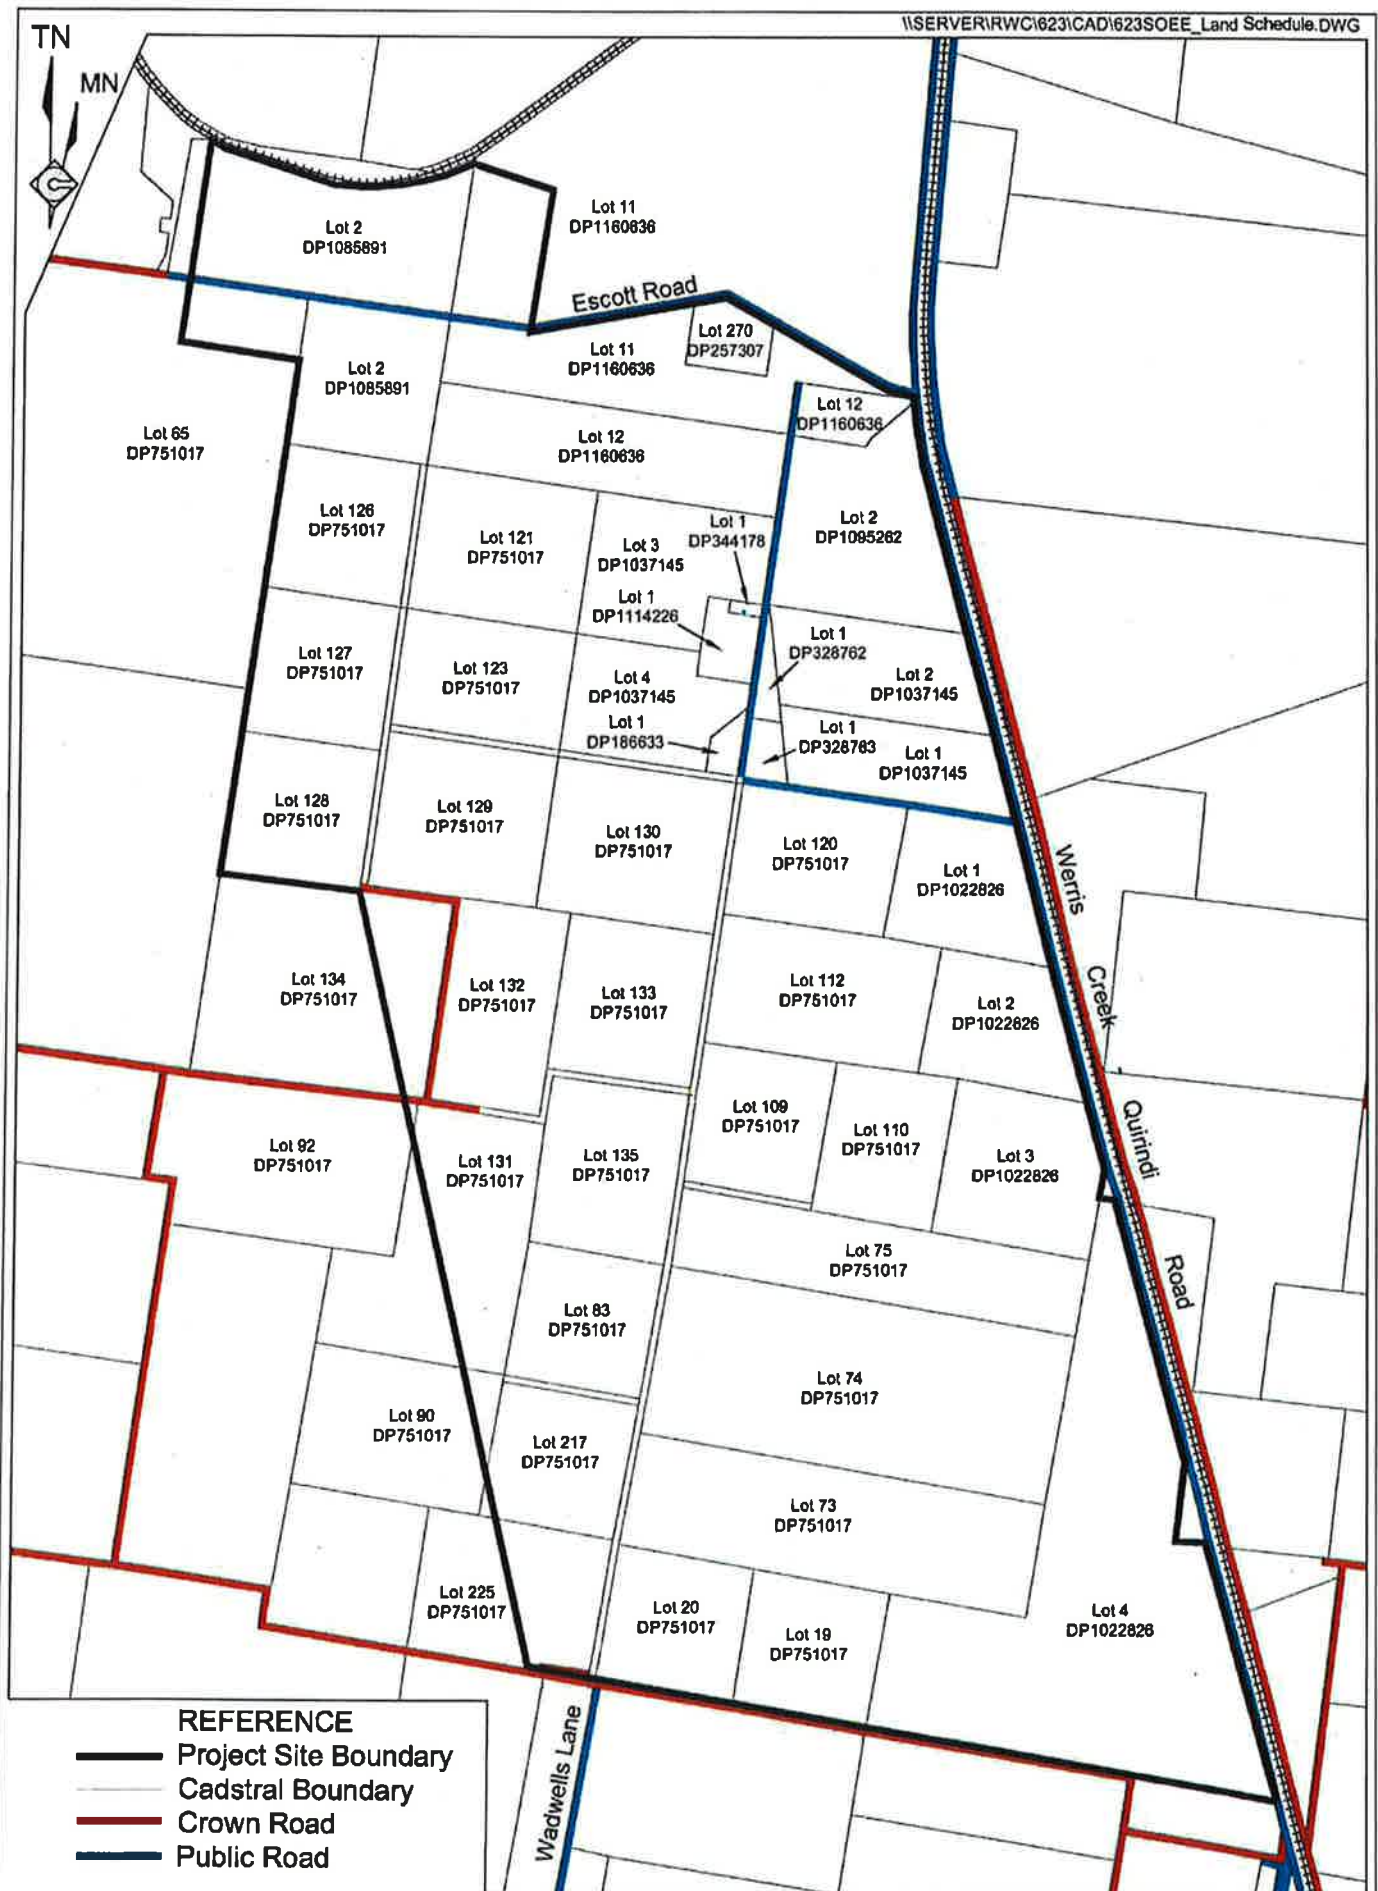 \\SERVER\RWC\623\CAD\623SOEE_Land Schedule.DWG
TN
MN
Lot 11
DP1160636
Lot 2
DP1085891
Escott Road
Lot 270
DP257307
Lot 11
DP1160636
Lot 2
DP1085891
Lot 12
DP1160636
Lot 65
DP751017
Lot 12
DP1160636
Lot 126
DP751017
Lot 121
DP751017
Lot 3
DP1037145
Lot 1
DP344178
Lot 2
DP1095262
Lot 1
DP1114226
Lot 127
DP751017
Lot 123
DP751017
Lot 4
DP1037145
Lot 1
DP328762
Lot 2
DP1037145
Lot 1
DP186633
Lot 1
DP328763
Lot 1
DP1037145
Lot 128
DP751017
Lot 129
DP751017
Lot 130
DP751017
Lot 120
DP751017
Lot 1
DP1022826
Werris
Creek
Quirindi
Road
Lot 134
DP751017
Lot 132
DP751017
Lot 133
DP751017
Lot 112
DP751017
Lot 2
DP1022826
Lot 92
DP751017
Lot 131
DP751017
Lot 135
DP751017
Lot 109
DP751017
Lot 110
DP751017
Lot 3
DP1022826
Lot 75
DP751017
Lot 83
DP751017
Lot 74
DP751017
Lot 90
DP751017
Lot 217
DP751017
Lot 73
DP751017
Lot 225
DP751017
Lot 20
DP751017
Lot 19
DP751017
Lot 4
DP1022826
Wadwells Lane
REFERENCE
Project Site Boundary
Cadstral Boundary
Crown Road
Public Road